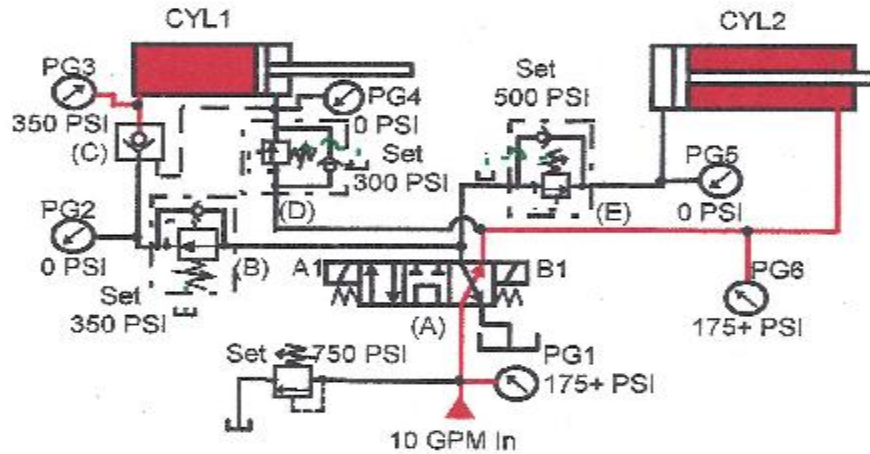 CYL1
CYL2
PG3
350 PSI
(C)
PG4
0 PSI
Set
300 PSI
(D)
Set
500 PSI
(E)
PG5
0 PSI
PG2
0 PSI
(B)
Set
350 PSI
A1
B1
(A)
PG6
175+ PSI
Set 750 PSI
PG1
175+ PSI
10 GPM In